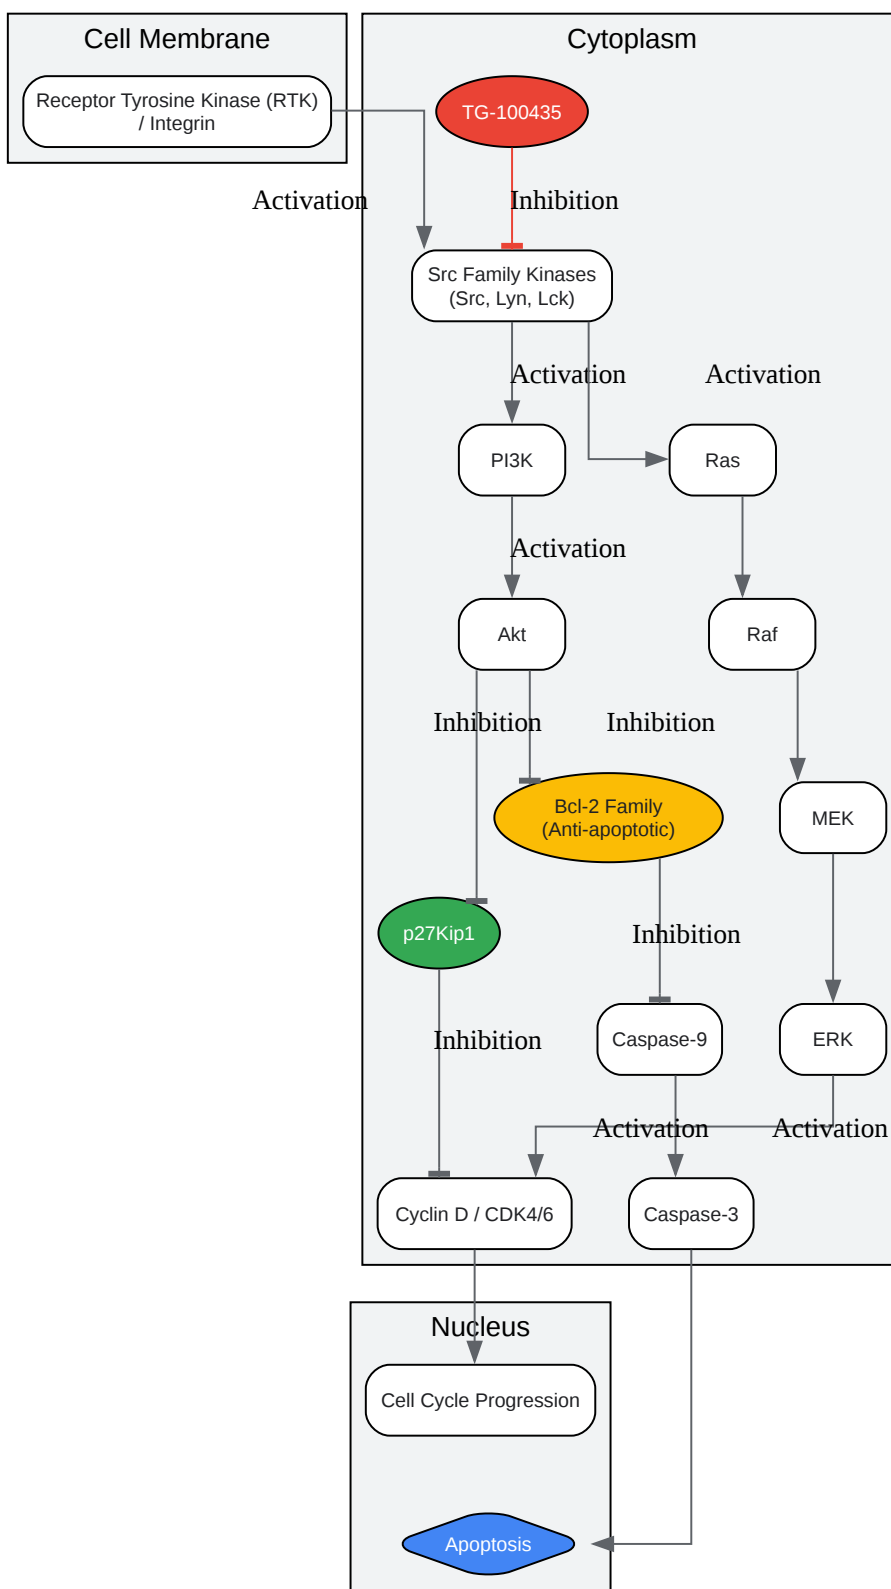 Cell Membrane
Cytoplasm
Receptor Tyrosine Kinase (RTK)
/ Integrin
TG-100435
Activation
Inhibition
Src Family Kinases
(Src, Lyn, Lck)
Activation
Activation
PI3K
Ras
Activation
Akt
Raf
Inhibition
Inhibition
Bcl-2 Family
(Anti-apoptotic)
MEK
p27Kip1
Inhibition
Inhibition
Caspase-9
ERK
Activation
Activation
Cyclin D / CDK4/6
Caspase-3
Nucleus
Cell Cycle Progression
Apoptosis